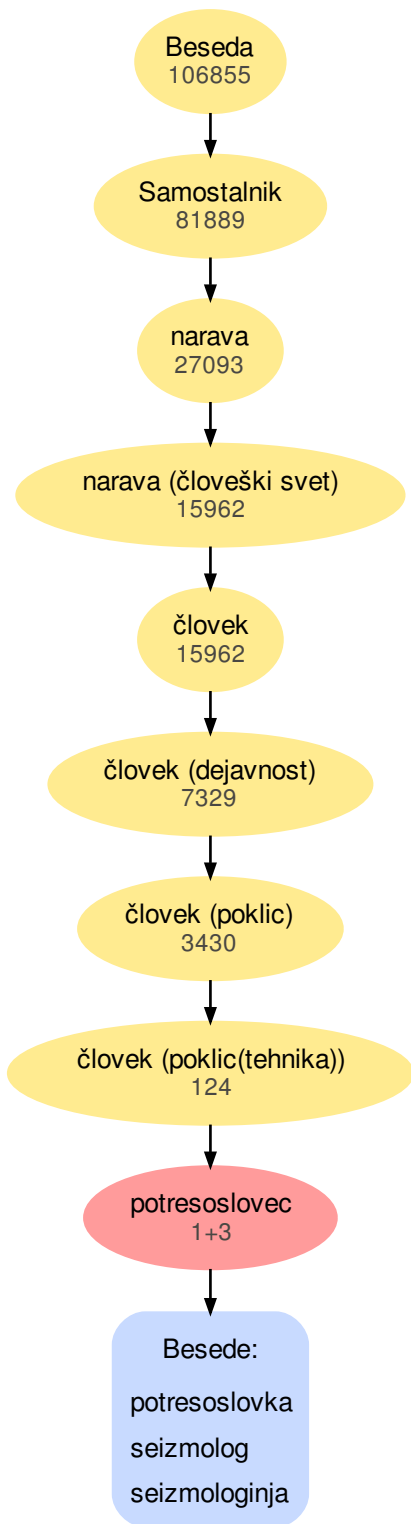 Beseda
106855
Samostalnik
81889
narava
27093
narava (človeški svet)
15962
človek
15962
človek (dejavnost)
7329
človek (poklic)
3430
človek (poklic(tehnika))
124
potresoslovec
1+3
Besede:
potresoslovka
seizmolog
seizmologinja